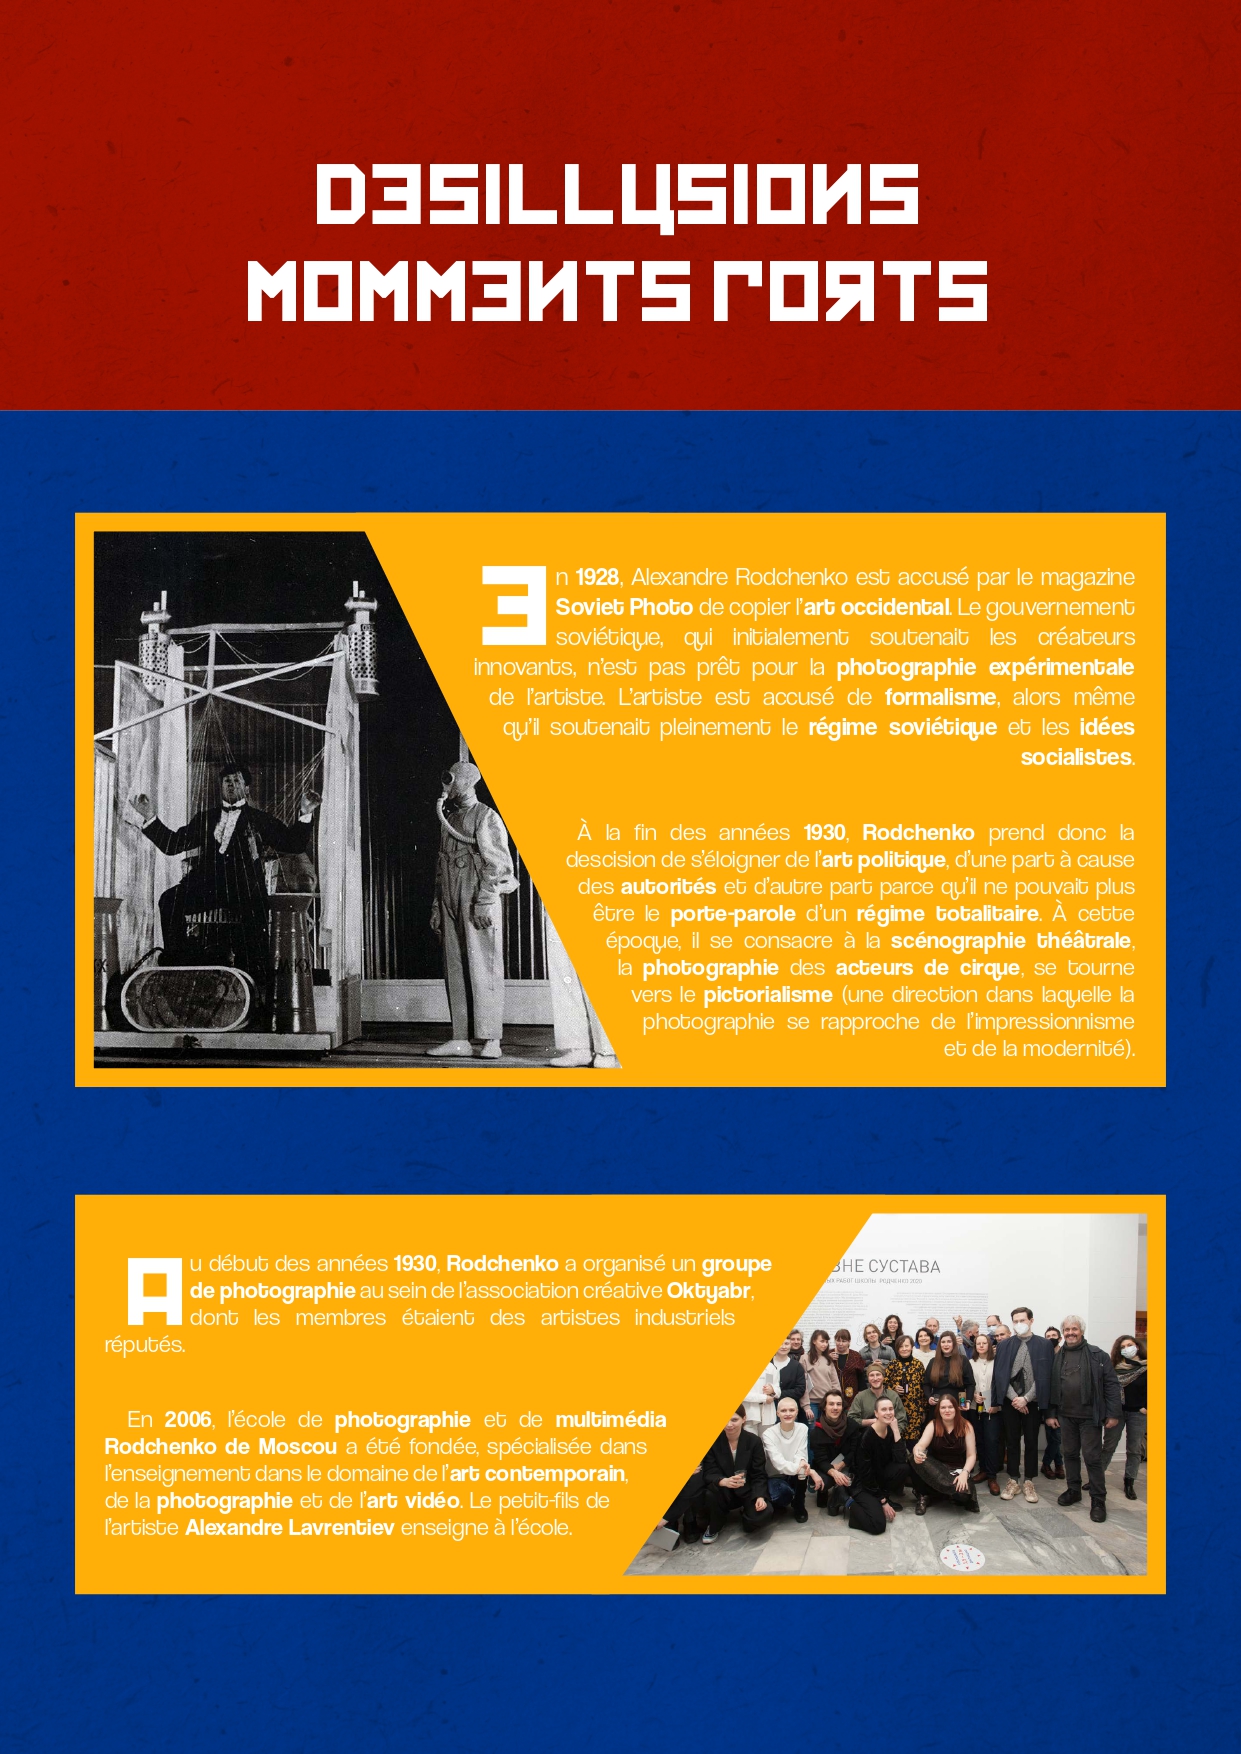 DESILLUSIONS
MOMMENTS FORTS
En 1928, Alexandre Rodchenko est accusé par le magazine
Soviet Photo de copier l'art occidental. Le gouvernement
soviétique, qui initialement soutenait les créateurs
innovants, n'est pas prêt pour la photographie expérimentale
de l'artiste. L'artiste est accusé de formalisme, alors même
qu'il soutenait pleinement le régime soviétique et les idées
socialistes.
À la fin des années 1930, Rodchenko prend donc la
descision de s'éloigner de l'art politique, d'une part à cause
des autorités et d'autre part parce qu'il ne pouvait plus
être le porte-parole d'un régime totalitaire. À cette
époque, il se consacre à la scénographie théâtrale,
la photographie des acteurs de cirque, se tourne
vers le pictorialisme (une direction dans laquelle la
photographie se rapproche de l'impressionnisme
et de la modernité).
Au début des années 1930, Rodchenko a organisé un groupe
de photographie au sein de l'association créative Oktyabr,
dont les membres étaient des artistes industriels
réputés.
En 2006, l'école de photographie et de multimédia
Rodchenko de Moscou a été fondée, spécialisée dans
l'enseignement dans le domaine de l'art contemporain,
de la photographie et de l'art vidéo. Le petit-fils de
l'artiste Alexandre Lavrentiev enseigne à l'école.
ВНЕ СУСТАВА